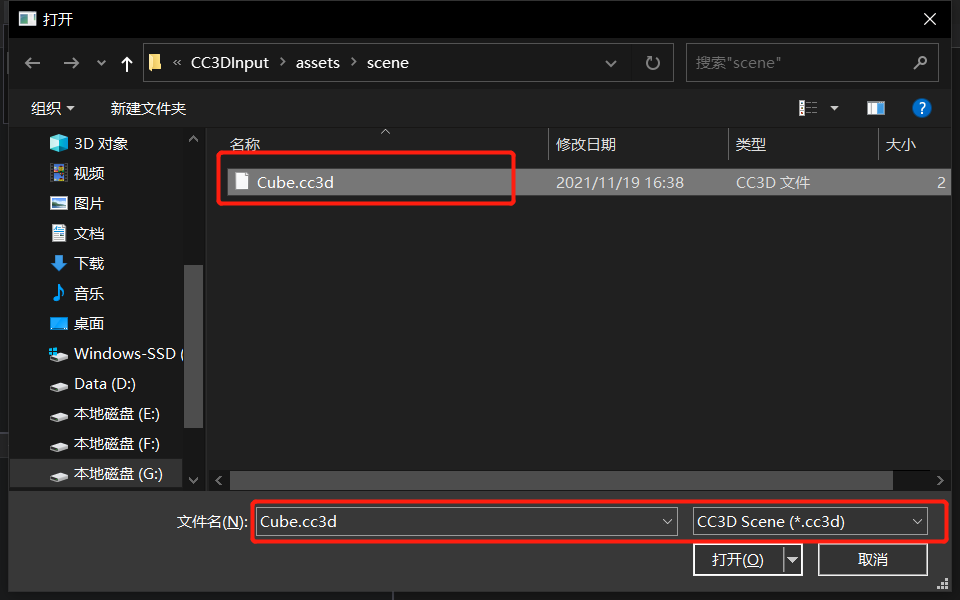 打开
« CC3DInput > assets > scene
搜索"scene"
组织
新建文件夹
名称
修改日期
类型
大小
Cube.cc3d
2021/11/19 16:38
CC3D 文件
2
3D 对象
视频
图片
文档
下载
音乐
桌面
Windows-SSD (
Data (D:)
本地磁盘 (E:)
本地磁盘 (F:)
本地磁盘 (G:)
文件名(N):
Cube.cc3d
CC3D Scene (*.cc3d)
打开(O)
取消